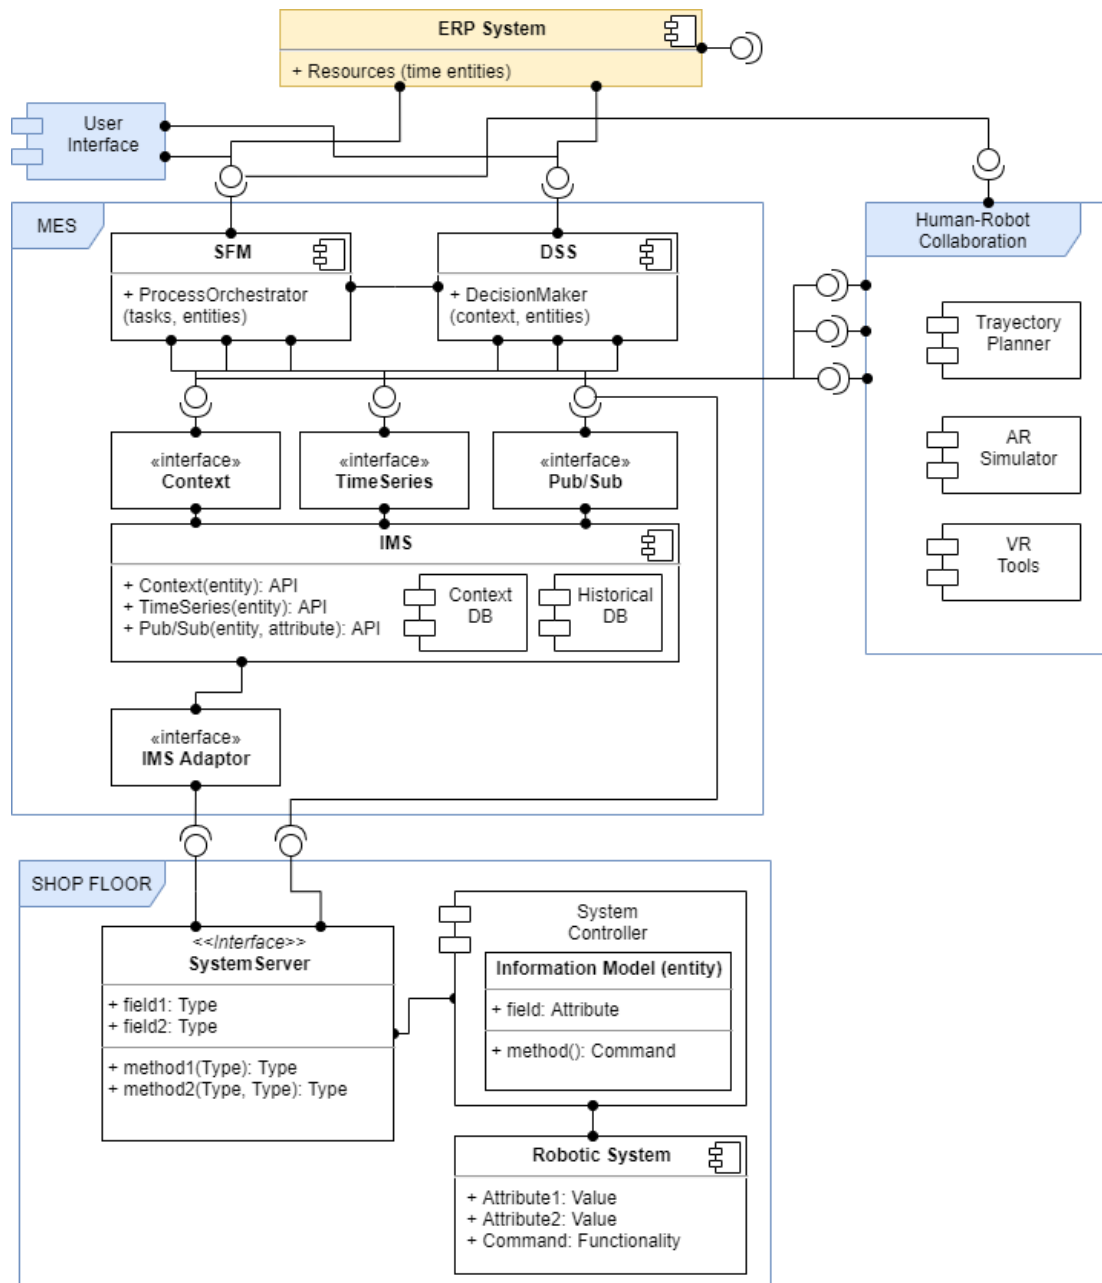 ERP System
+ Resources (time entities)
User
Interface
MES
SFM
+ ProcessOrchestrator
(tasks, entities)
DSS
+ DecisionMaker
(context, entities)
Human-Robot
Collaboration
Trayectory
Planner
AR
Simulator
VR
Tools
«interface»
Context
«interface»
TimeSeries
«interface»
Pub/Sub
IMS
+ Context(entity): API
+ TimeSeries(entity): API
+ Pub/Sub(entity, attribute): API
Context
DB
Historical
DB
«interface»
IMS Adaptor
SHOP FLOOR
<<Interface>>
SystemServer
+ field1: Type
+ field2: Type
+ method1(Type): Type
+ method2(Type, Type): Type
System
Controller
Information Model (entity)
+ field: Attribute
+ method(): Command
Robotic System
+ Attribute1: Value
+ Attribute2: Value
+ Command: Functionality